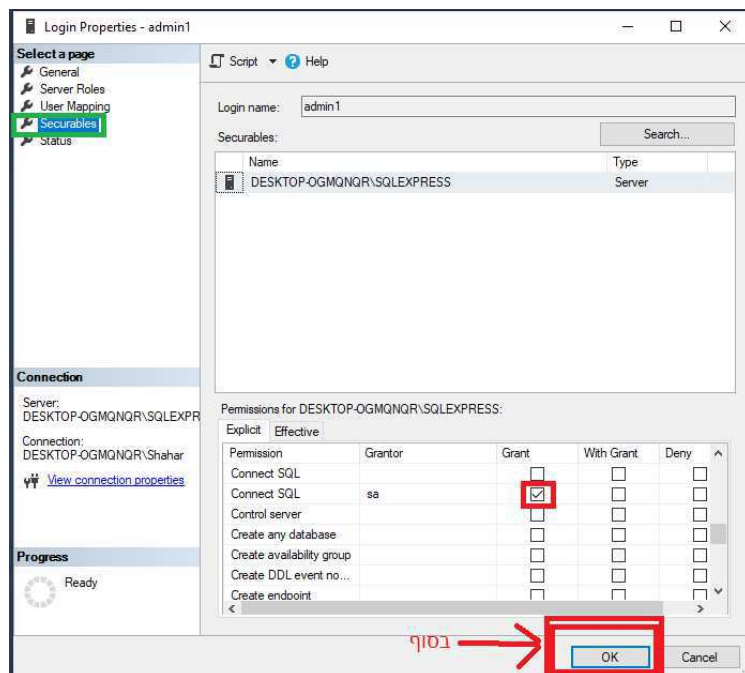 Login Properties - admin1
Select a page
General
Server Roles
User Mapping
Securables
Status
Script
Help
Login name: admin1
Securables:
Search...
Name Type
DESKTOP-OGMQNQR\SQLEXPRESS Server
Connection
Server:
DESKTOP-OGMQNQR\SQLEXPR
Connection:
DESKTOP-OGMQNQR\Shahar
View connection properties
Progress
Ready
Permissions for DESKTOP-OGMQNQR\SQLEXPRESS:
Explicit Effective
Permission Grantor Grant With Grant Deny
Connect SQL
Connect SQL sa
Control server
Create any database
Create availability group
Create DDL event no...
Create endpoint
בסוף
OK Cancel